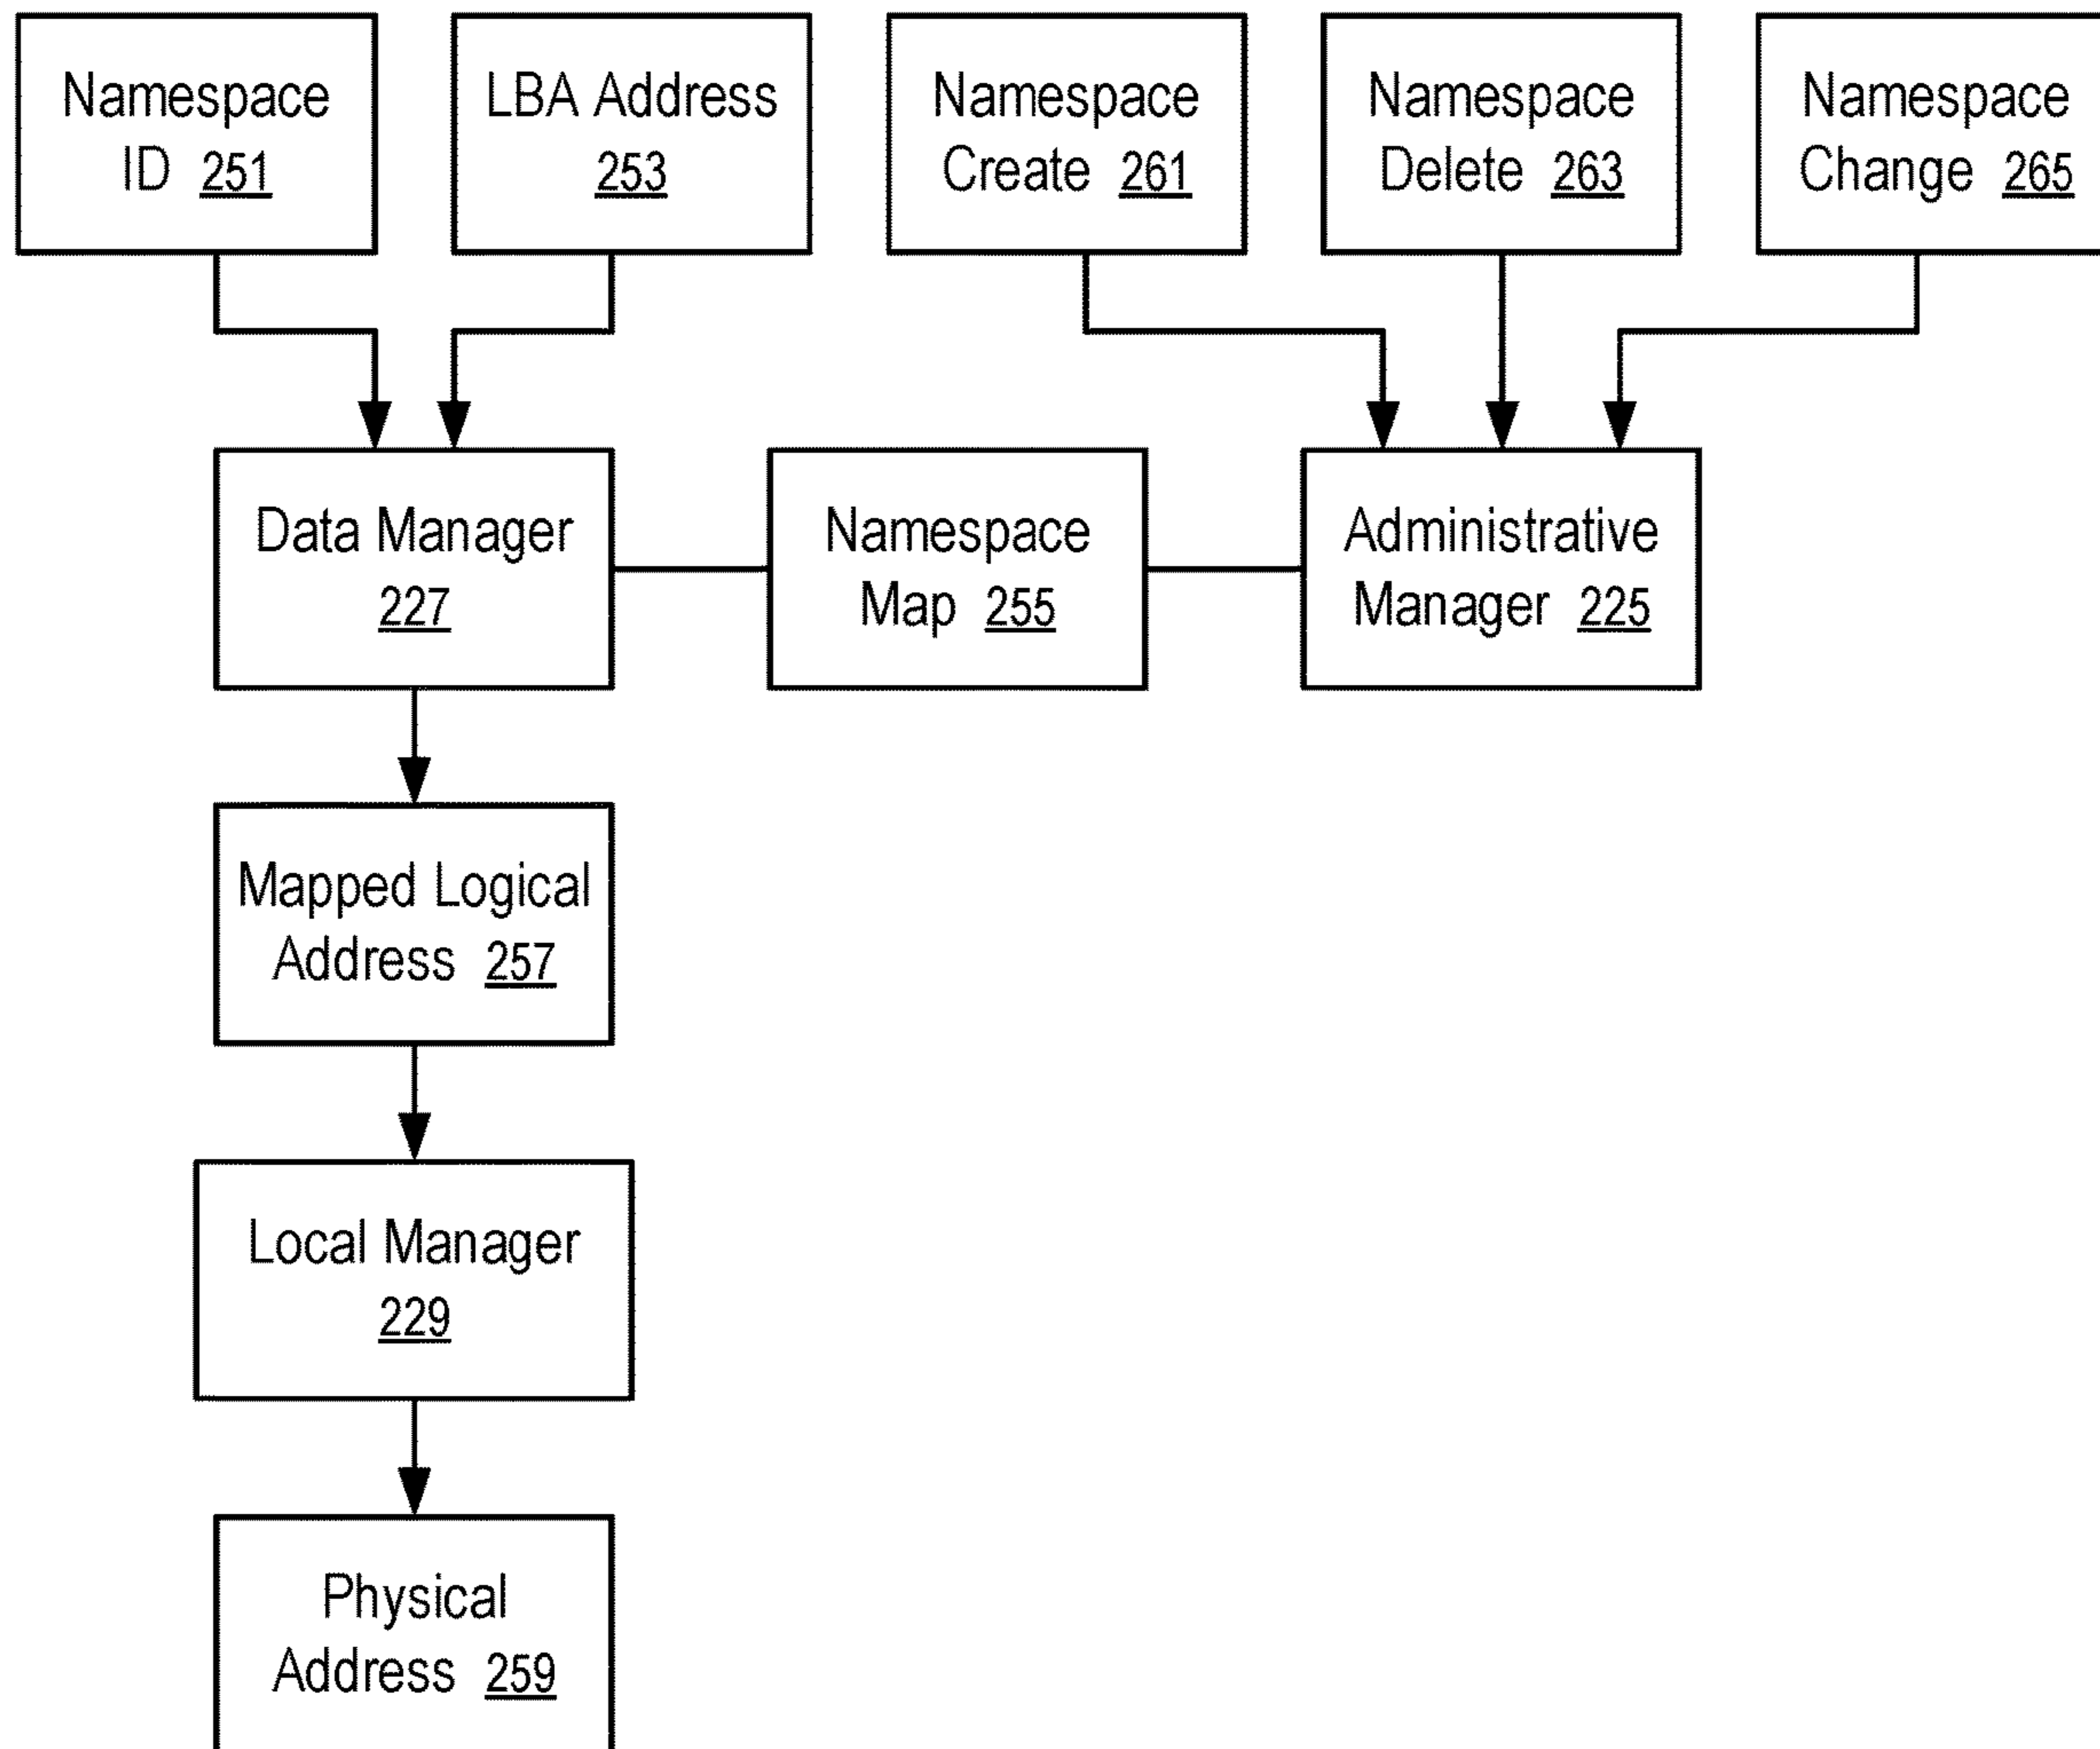 Namespace
ID 251
LBA Address
253
Namespace
Create 261
Namespace
Delete 263
Namespace
Change 265
Data Manager
227
Namespace
Map 255
Administrative
Manager 225
Mapped Logical
Address 257
Local Manager
229
Physical
Address 259